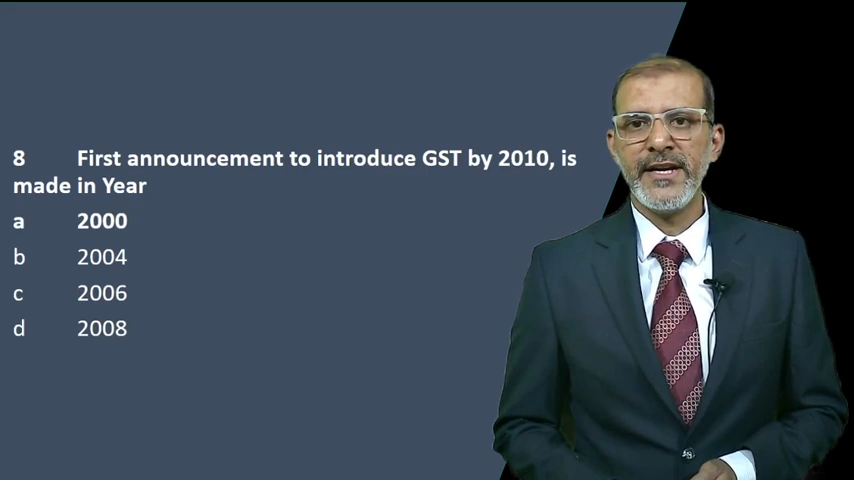 8 First announcement to introduce GST by 2010, is
made in Year
a 2000
b 2004
c 2006
d 2008